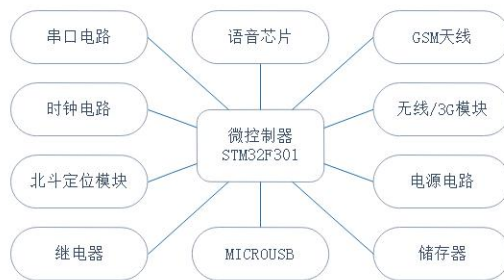 串口电路
语音芯片
GSM天线
时钟电路
微控制器
STM32F301
无线/3G模块
北斗定位模块
电源电路
继电器
MICROUSB
储存器